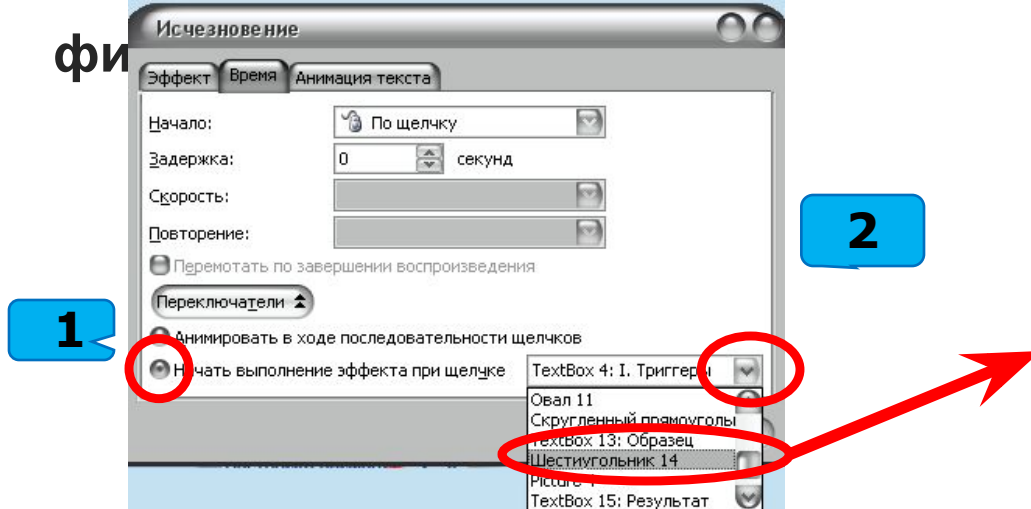 Исчезновение
фи
Эффект Время Анимация текста
Начало: По щелчку
Задержка: 0 секунд
Скорость:
Повторение:
2
Перемотать по завершении воспроизведения
Переключатели
1
Анимировать в ходе последовательности щелчков
Начать выполнение эффекта при щелчке TextBox 4: I. Триггеры
Овал 11
Скругленный прямоуголь
TextBox 13: Образец
Шестиугольник 14
Picture
TextBox 15: Результат